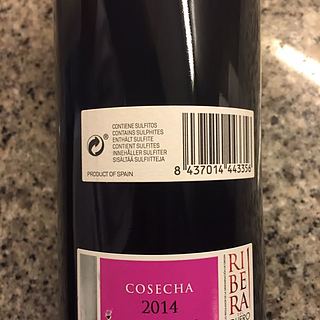 CONTIENE SULFITOS
CONTAINS SULPHITES
ENTHÄLT SULFITE
CONTIENT SULFITES
INNEHÅLLER SULFITER
SISÄLTÄÄ SULFIITTEJA
PRODUCT OF SPAIN
8 437014 443356
COSECHA
2014
RIBERA